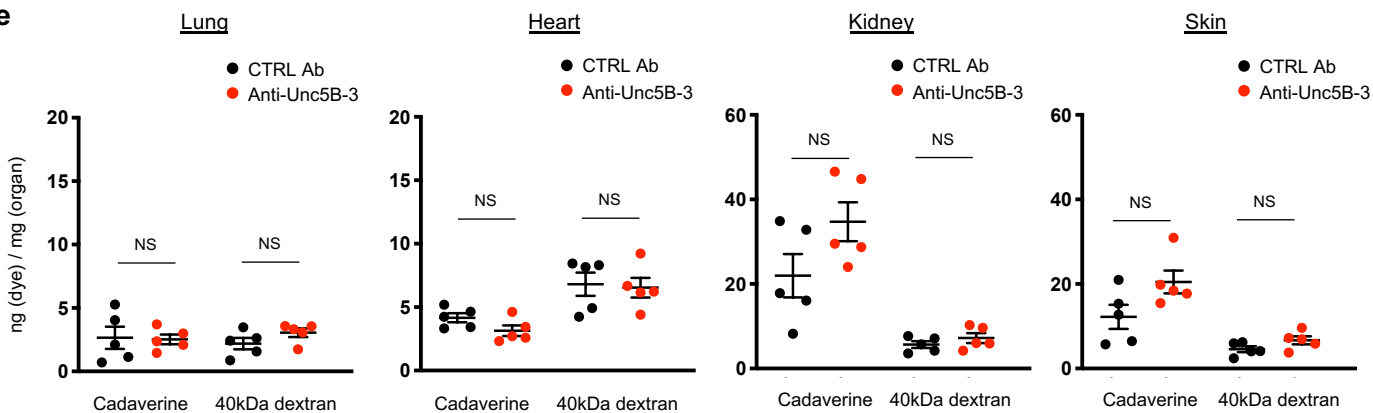 e
Lung
Heart
Kidney
Skin
CTRL Ab
Anti-Unc5B-3
CTRL Ab
Anti-Unc5B-3
CTRL Ab
Anti-Unc5B-3
CTRL Ab
Anti-Unc5B-3
ng (dye) / mg (organ)
20
15
10
5
0
NS
NS
Cadaverine
40kDa dextran
20
15
10
5
0
NS
NS
Cadaverine
40kDa dextran
60
40
20
0
NS
NS
Cadaverine
40kDa dextran
60
40
20
0
NS
NS
Cadaverine
40kDa dextran